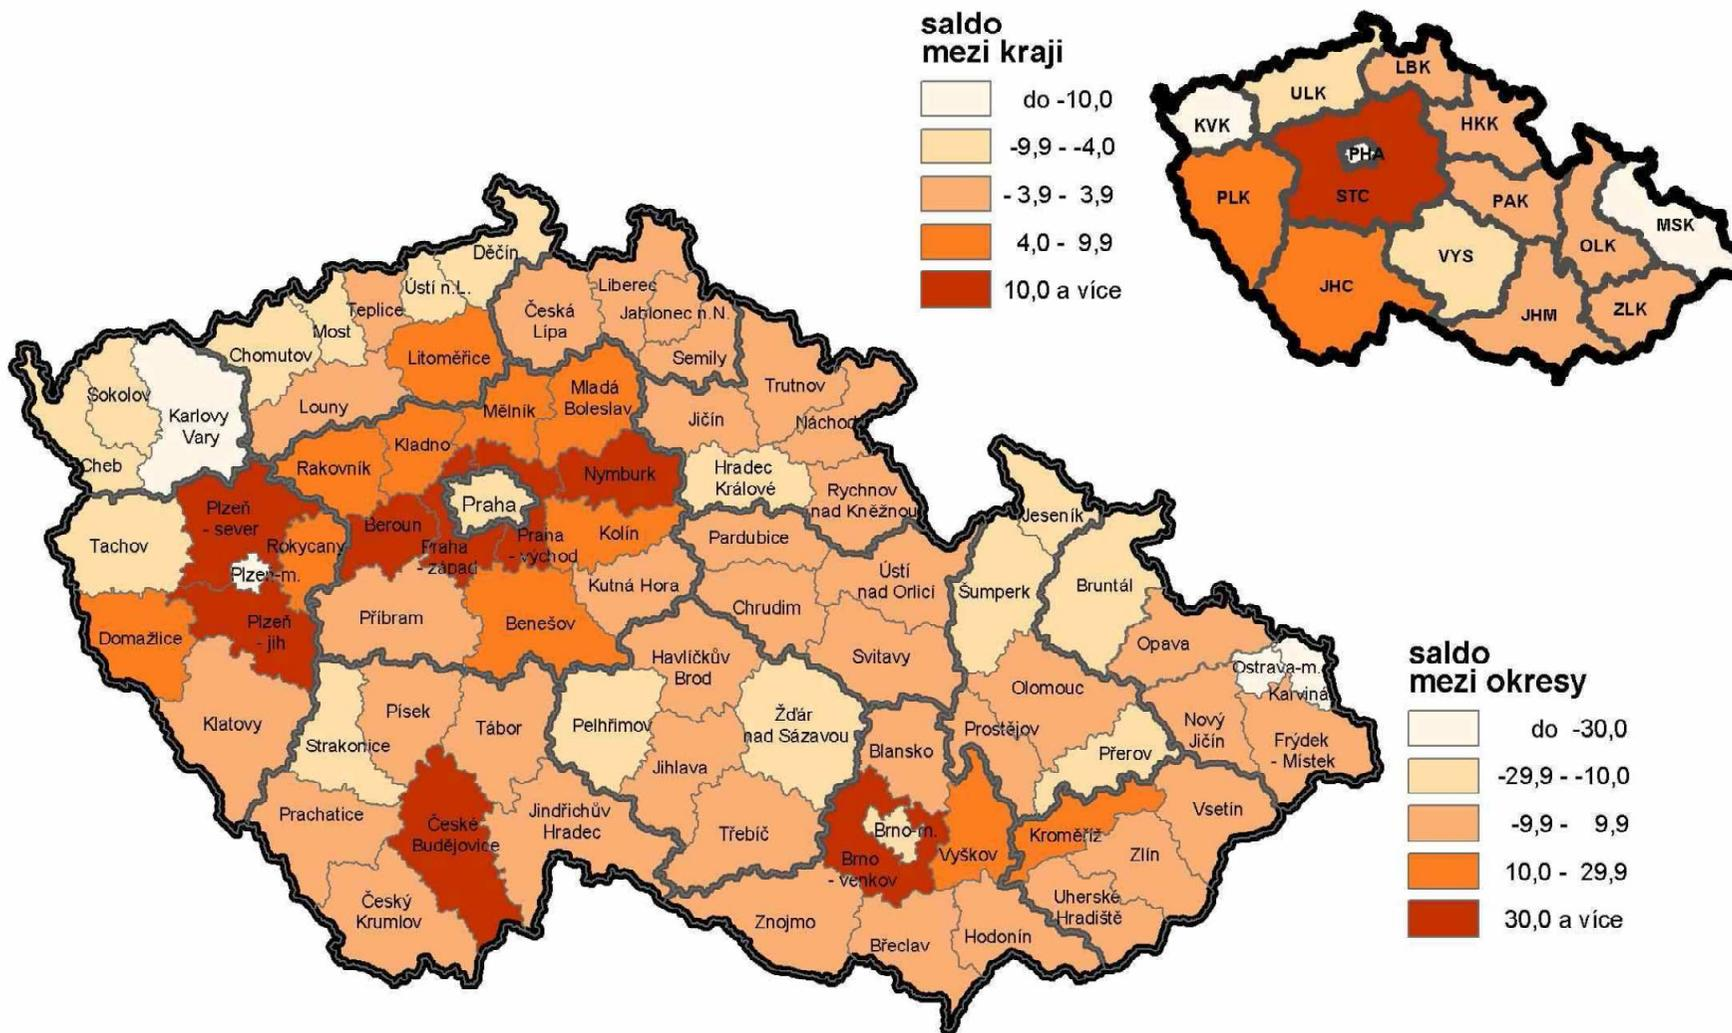 saldo
mezi kraji
do -10,0
-9,9 - -4,0
- 3,9 - 3,9
4,0 - 9,9
10,0 a více
LBK
ULK
KVK
HKK
PHA
PLK
STC
PAK
MSK
OLK
VYS
JHC
ZLK
JHM
Děčín
Ústí n.L.
Liberec
Teplice
Česká
Lípa
Jablonec n.N.
Most
Chomutov
Litoměřice
Semily
Sokolov
Mladá
Boleslav
Trutnov
Karlovy
Vary
Louny
Mělník
Jičín
Náchod
Kladno
Cheb
Rakovník
Nymburk
Hradec
Králové
Rychnov
nad Kněžnou
Plzeň
- sever
Praha
Beroun
Jeseník
Tachov
Rokycany
Praha
- západ
Praha
- východ
Kolín
Pardubice
Plzeň-m.
Kutná Hora
Ústí
nad Orlicí
Šumperk
Bruntál
Příbram
Benešov
Chrudim
Domažlice
Plzeň
- jih
Opava
Havlíčkův
Brod
Svitavy
Ostrava-m.
Karviná
Olomouc
Klatovy
Písek
Tábor
Pelhřimov
Žďár
nad Sázavou
Prostějov
Nový
Jičín
Strakonice
Blansko
Přerov
Frýdek
- Místek
Jihlava
Prachatice
Jindřichův
Hradec
Vsetín
České
Budějovice
Třebíč
Brno-m.
Kroměříž
Brno
- venkov
Vyškov
Zlín
Český
Krumlov
Uherské
Hradiště
Znojmo
Břeclav
Hodonín
saldo
mezi okresy
do -30,0
-29,9 - -10,0
-9,9 - 9,9
10,0 - 29,9
30,0 a více